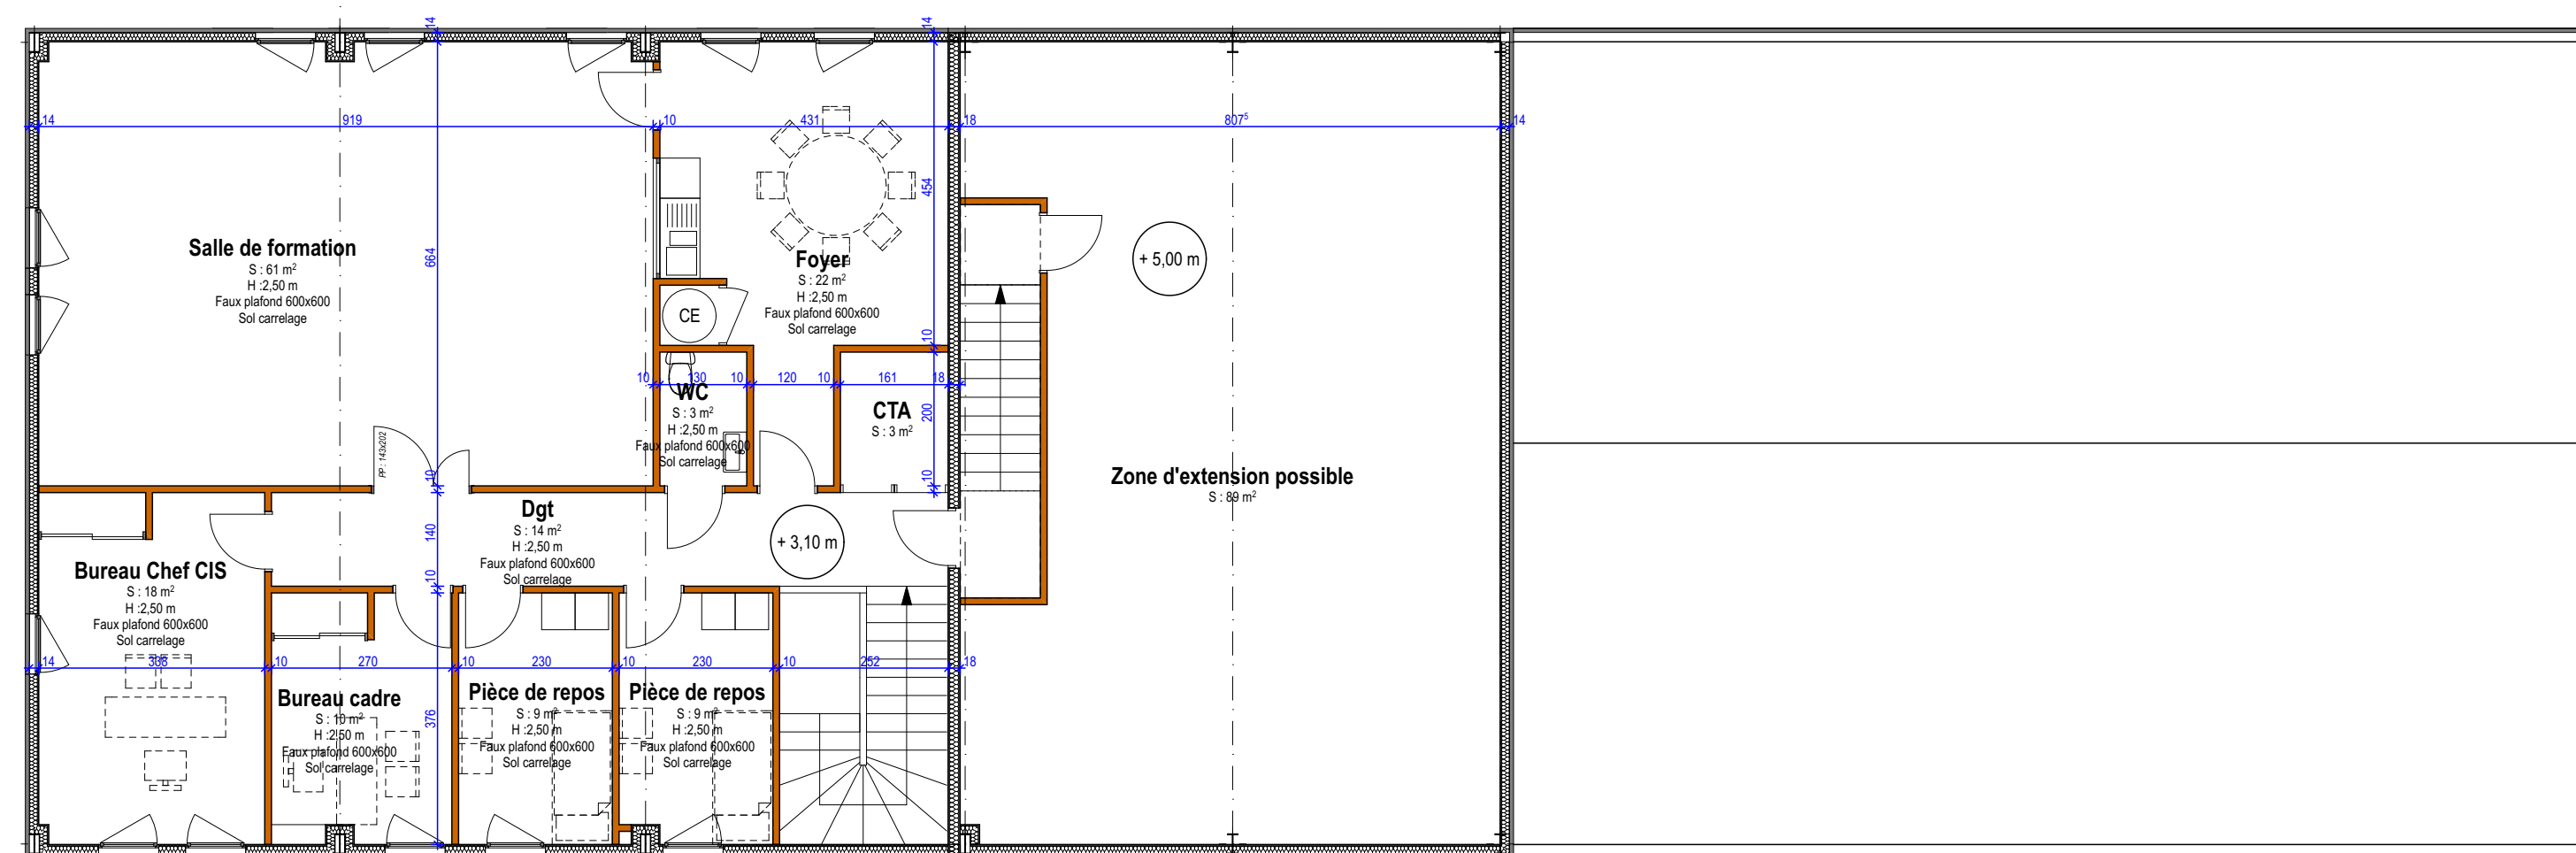 14
14
14
919
10
431
18
807⁵
14
454
664
Salle de formation
S : 61 m²
H :2,50 m
Faux plafond 600x600
Sol carrelage
Foyer
S : 22 m²
H :2,50 m
Faux plafond 600x600
Sol carrelage
+ 5,00 m
CE
10
10
130
10
120
10
161
18
WC
S : 3 m²
H :2,50 m
Faux plafond 600x600
Sol carrelage
CTA
S : 3 m²
200
PP : 143x202
10
10
Zone d'extension possible
S : 89 m²
Dgt
S : 14 m²
H :2,50 m
Faux plafond 600x600
Sol carrelage
140
+ 3,10 m
10
Bureau Chef CIS
S : 18 m²
H :2,50 m
Faux plafond 600x600
Sol carrelage
14
338
10
270
10
230
10
230
10
252
18
Bureau cadre
S : 10 m²
H :2,50 m
Faux plafond 600x600
Sol carrelage
376
Pièce de repos
S : 9 m²
H :2,50 m
Faux plafond 600x600
Sol carrelage
Pièce de repos
S : 9 m²
H :2,50 m
Faux plafond 600x600
Sol carrelage